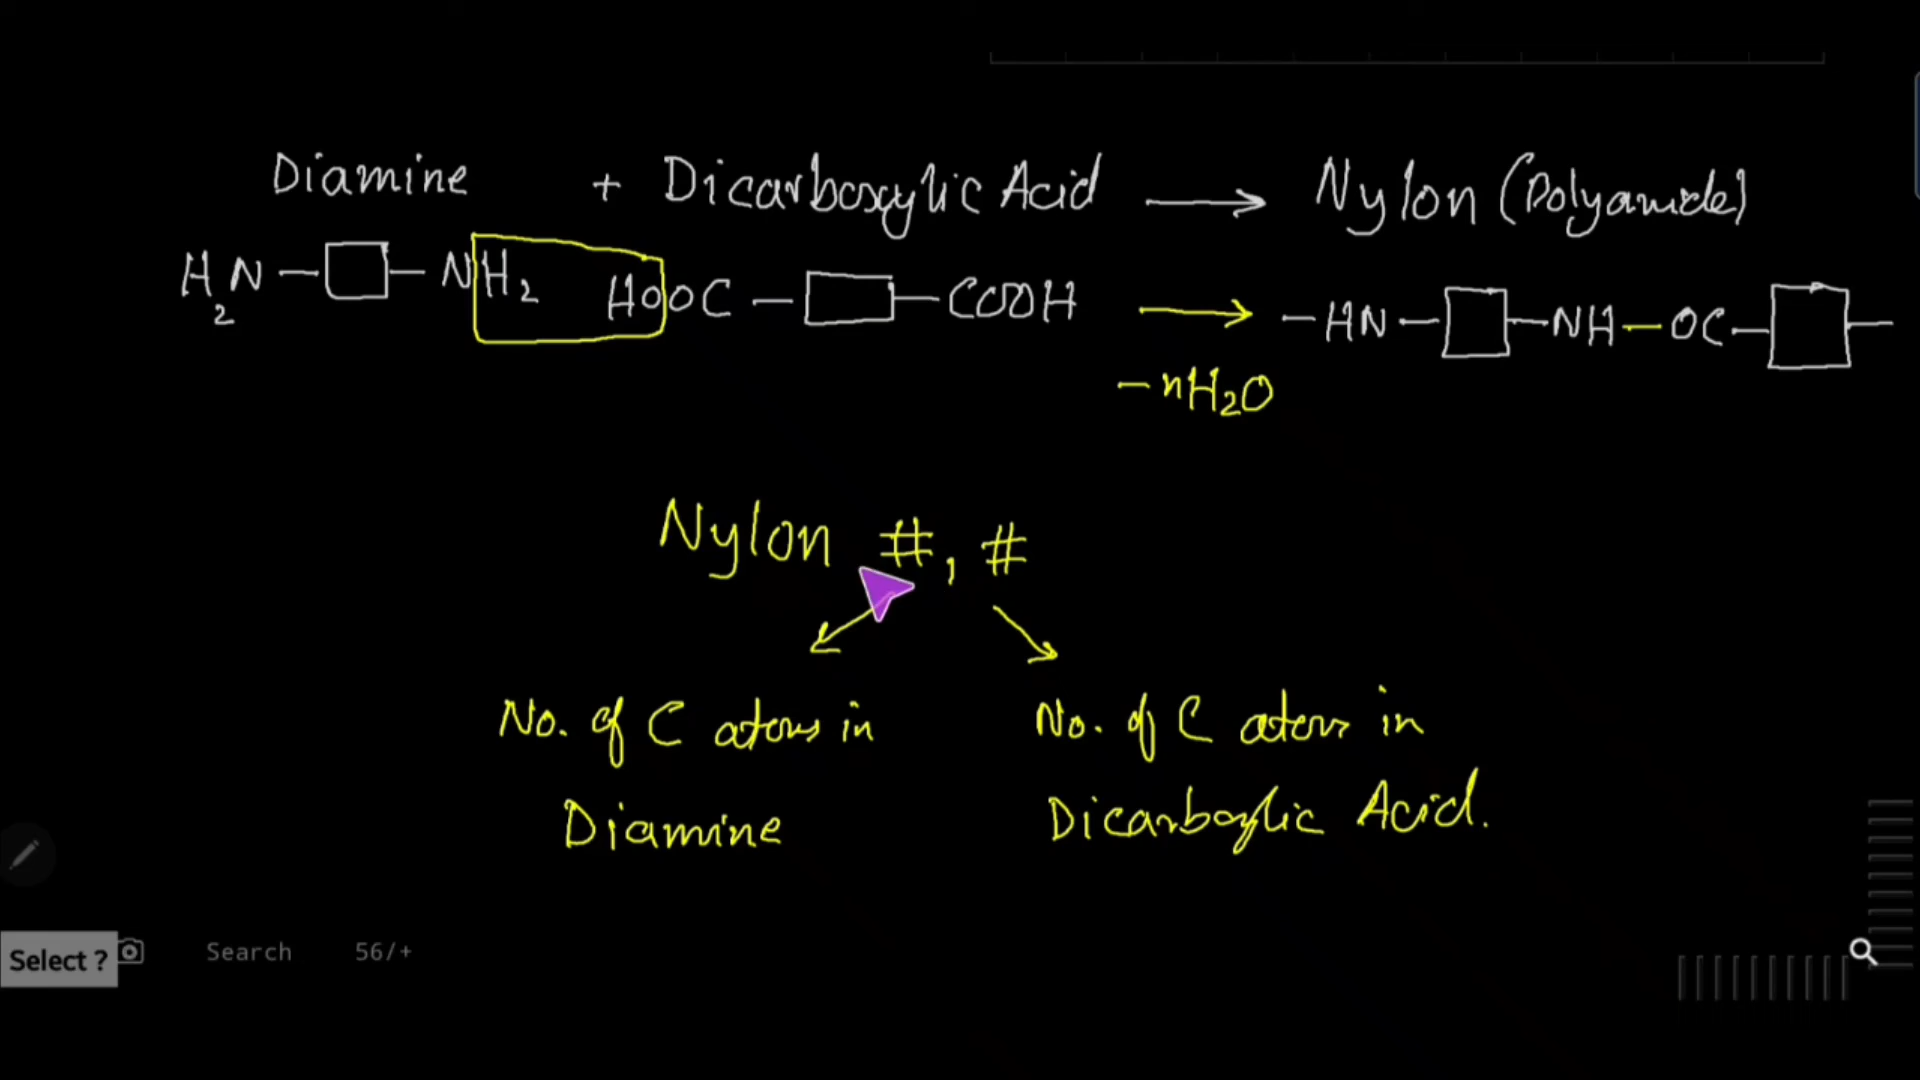 Diamine + Dicarboxylic Acid → Nylon (Polyamide)
H₂N – □ – NH₂ HOOC – □ – COOH → – HN – □ – NH – OC – □ –
– nH₂O
Nylon #, #
No. of C atoms in
Diamine
No. of C atom in
Dicarboxylic Acid.
Select ? Search 56/+